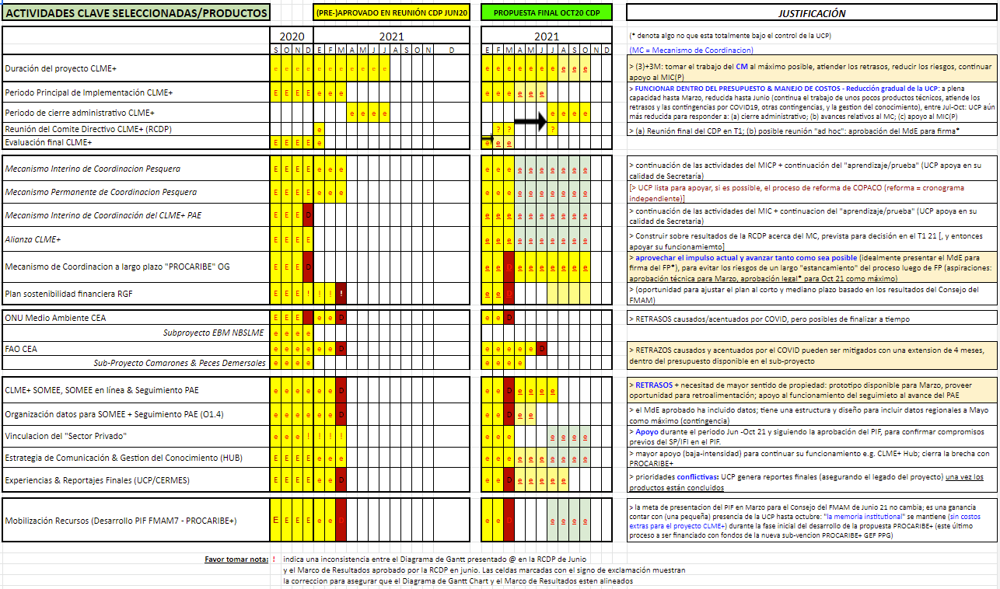 ACTIVIDADES CLAVE SELECCIONADAS/PRODUCTOS
(PRE-)APROVADO EN REUNIÓN CDP JUN20
PROPUESTA FINAL OCT20 CDP
JUSTIFICACIÓN
2020 2021 2021
(* denota algo no que esta totalmente bajo el control de la UCP)
S O N D E F M A M J J A S O N D E F M A M J J A S O N D
(MC = Mecanismo de Coordinacion)
Duración del proyecto CLME+
e e e e e e e e e e e e e e e e e e e e e
> (3)+3M: tomar el trabajo del CM al máximo posible, atiender los retrasos, reducir los riesgos, continuar
apoyo al MIC(P)
Periodo Principal de Implementación CLME+
E E E E e e e e e e e e e
> FUNCIONAR DENTRO DEL PRESUPUESTO & MANEJO DE COSTOS - Reducción gradual de la UCP: a plena
capacidad hasta Marzo, reducida hasta Junio (continua el trabajo de unos pocos productos técnicos, atiende los
retrasos y las contingencias por COVID19, otras contingencias, y la gestion del conocimiento), entre Jul-Oct: UCP aún
más reducida para responder a: (a) cierre administrativo; (b) avances relativos al MC; (c) apoyo al MIC(P)
Periodo de cierre administrativo CLME+
e e e e e e e e
Reunión del Comite Directivo CLME+ (RCDP)
e ? ? ?
> (a) Reunión final del CDP en T1; (b) posible reunión "ad hoc": aprobación del MdE para firma*
Evaluación final CLME+
E E E E e e e e
Mecanismo Interino de Coordinacion Pesquera
E E E E e e e e e e e e e e e e e
> continuación de las actividades del MICP + continuación del "aprendizaje/prueba" (UCP apoya en su
calidad de Secretaría)
Mecanismo Permanente de Coordinacion Pesquera
E E E E e e e e e e e e e e e e e
[> UCP lista para apoyar, si es possible, el proceso de reforma de COPACO (reforma = cronograma
independiente)]
Mecanismo Interino de Coordinación del CLME+ PAE
E E E D e e e e e e e e e e
> continuación de las actividades del MIC + continuacion del "aprendizaje/prueba" (UCP apoya en su
calidad de Secretaría)
Alianza CLME+
E E E E e e e e e e e e e e
> Construir sobre resultados de la RCDP acerca del MC, prevista para decisión en el T1 21 [, y entonces
apoyar su funcionamiemto]
Mecanismo de Coordinacion a largo plazo "PROCARIBE" OG
E E E D e e D e e e e e e e
> aprovechar el impulso actual y avanzar tanto como sea posible (idealmente presentar el MdE para
firma del FP*), para evitar los riesgos de un largo "estancamiento" del proceso luego de FP (aspiraciones:
aprobación técnica para Marzo, aprobación legal* para Oct 21 como máximo)
Plan sostenibilidad financiera RGF
E E E ! ! ! ! e e D
> (oportunidad para ajustar el plan al corto y mediano plazo basado en los resultados del Consejo del
FMAM)
ONU Medio Ambiente CEA
E E E e e D e e D
> RETRASOS causados/acentuados por COVID, pero posibles de finalizar a tiempo
Subproyecto EBM NBSLME
e e e e
FAO CEA
e e e e e e D e e e e e D
> RETRAZOS causados y acentuados por el COVID pueden ser mitigados con una extension de 4 meses,
dentro del presupuesto disponible en el sub-proyecto
Sub-Proyecto Camarones & Peces Demersales
e e e e e e e e
CLME+ SOMEE, SOMEE en línea & Seguimiento PAE
e e e e e e D e e D e e e e
> RETRASOS + necesitad de mayor sentido de propiedad: prototipo disponible para Marzo, proveer
oportunidad para retroalimentación; apoyo al funcionamento del seguimieto al avance del PAE
Organización datos para SOMEE + Seguimiento PAE (O1.4)
e e e e e e D e e D e e
> el MdE aprobado ha incluido datos; tiene una estructura y diseño para incluir datos regionales a Mayo
como máximo (contingencia)
Vinculacion del "Sector Privado"
e e e ! ! ! ! e e e e e e e
> Apoyo durante el periodo Jun -Oct 21 y siguiendo la aprobación del PIF, para confirmar compromisos
previos del SP/IFI en el PIF.
Estrategia de Comunicación & Gestion del Conocimiento (HUB)
E E E E e e e e e e e e e e e e e
> mayor apoyo (baja-intensidad) para continuar su funcionamiento e.g. CLME+ Hub; cierra la brecha con
PROCARIBE+
Experiencias & Reportajes Finales (UCP/CERMES)
E E E E e e D e e D e e e e e
> prioridades conflictivas: UCP genera reportes finales (asegurando el legado del proyecto) una vez los
productos están concluidos
Mobilización Recursos (Desarrollo PIF FMAM7 - PROCARIBE+)
E E E E e e D e e D e e e e
> la meta de presentacion del PIF en Marzo para el Consejo del FMAM de Junio 21 no cambia; es una ganancia
contar con (una pequeña) presencia de la UCP hasta octubre: "la memoria institutional" se mantiene (sin costos
extras para el proyecto CLME+) durante la fase inicial del desarrollo de la propuesta PROCARIBE+ (este último
proceso a ser financiado con fondos de la nueva sub-vencion PROCARIBE+ GEF PPG)
Favor tomar nota: ! indica una inconsistencia entre el Diagrama de Gantt presentado @ en la RCDP de Junio
y el Marco de Resultados aprobado por la RCDP en junio. Las celdas marcadas con el signo de exclamación muestran
la correccion para asegurar que el Diagrama de Gantt Chart y el Marco de Resultados esten alineados